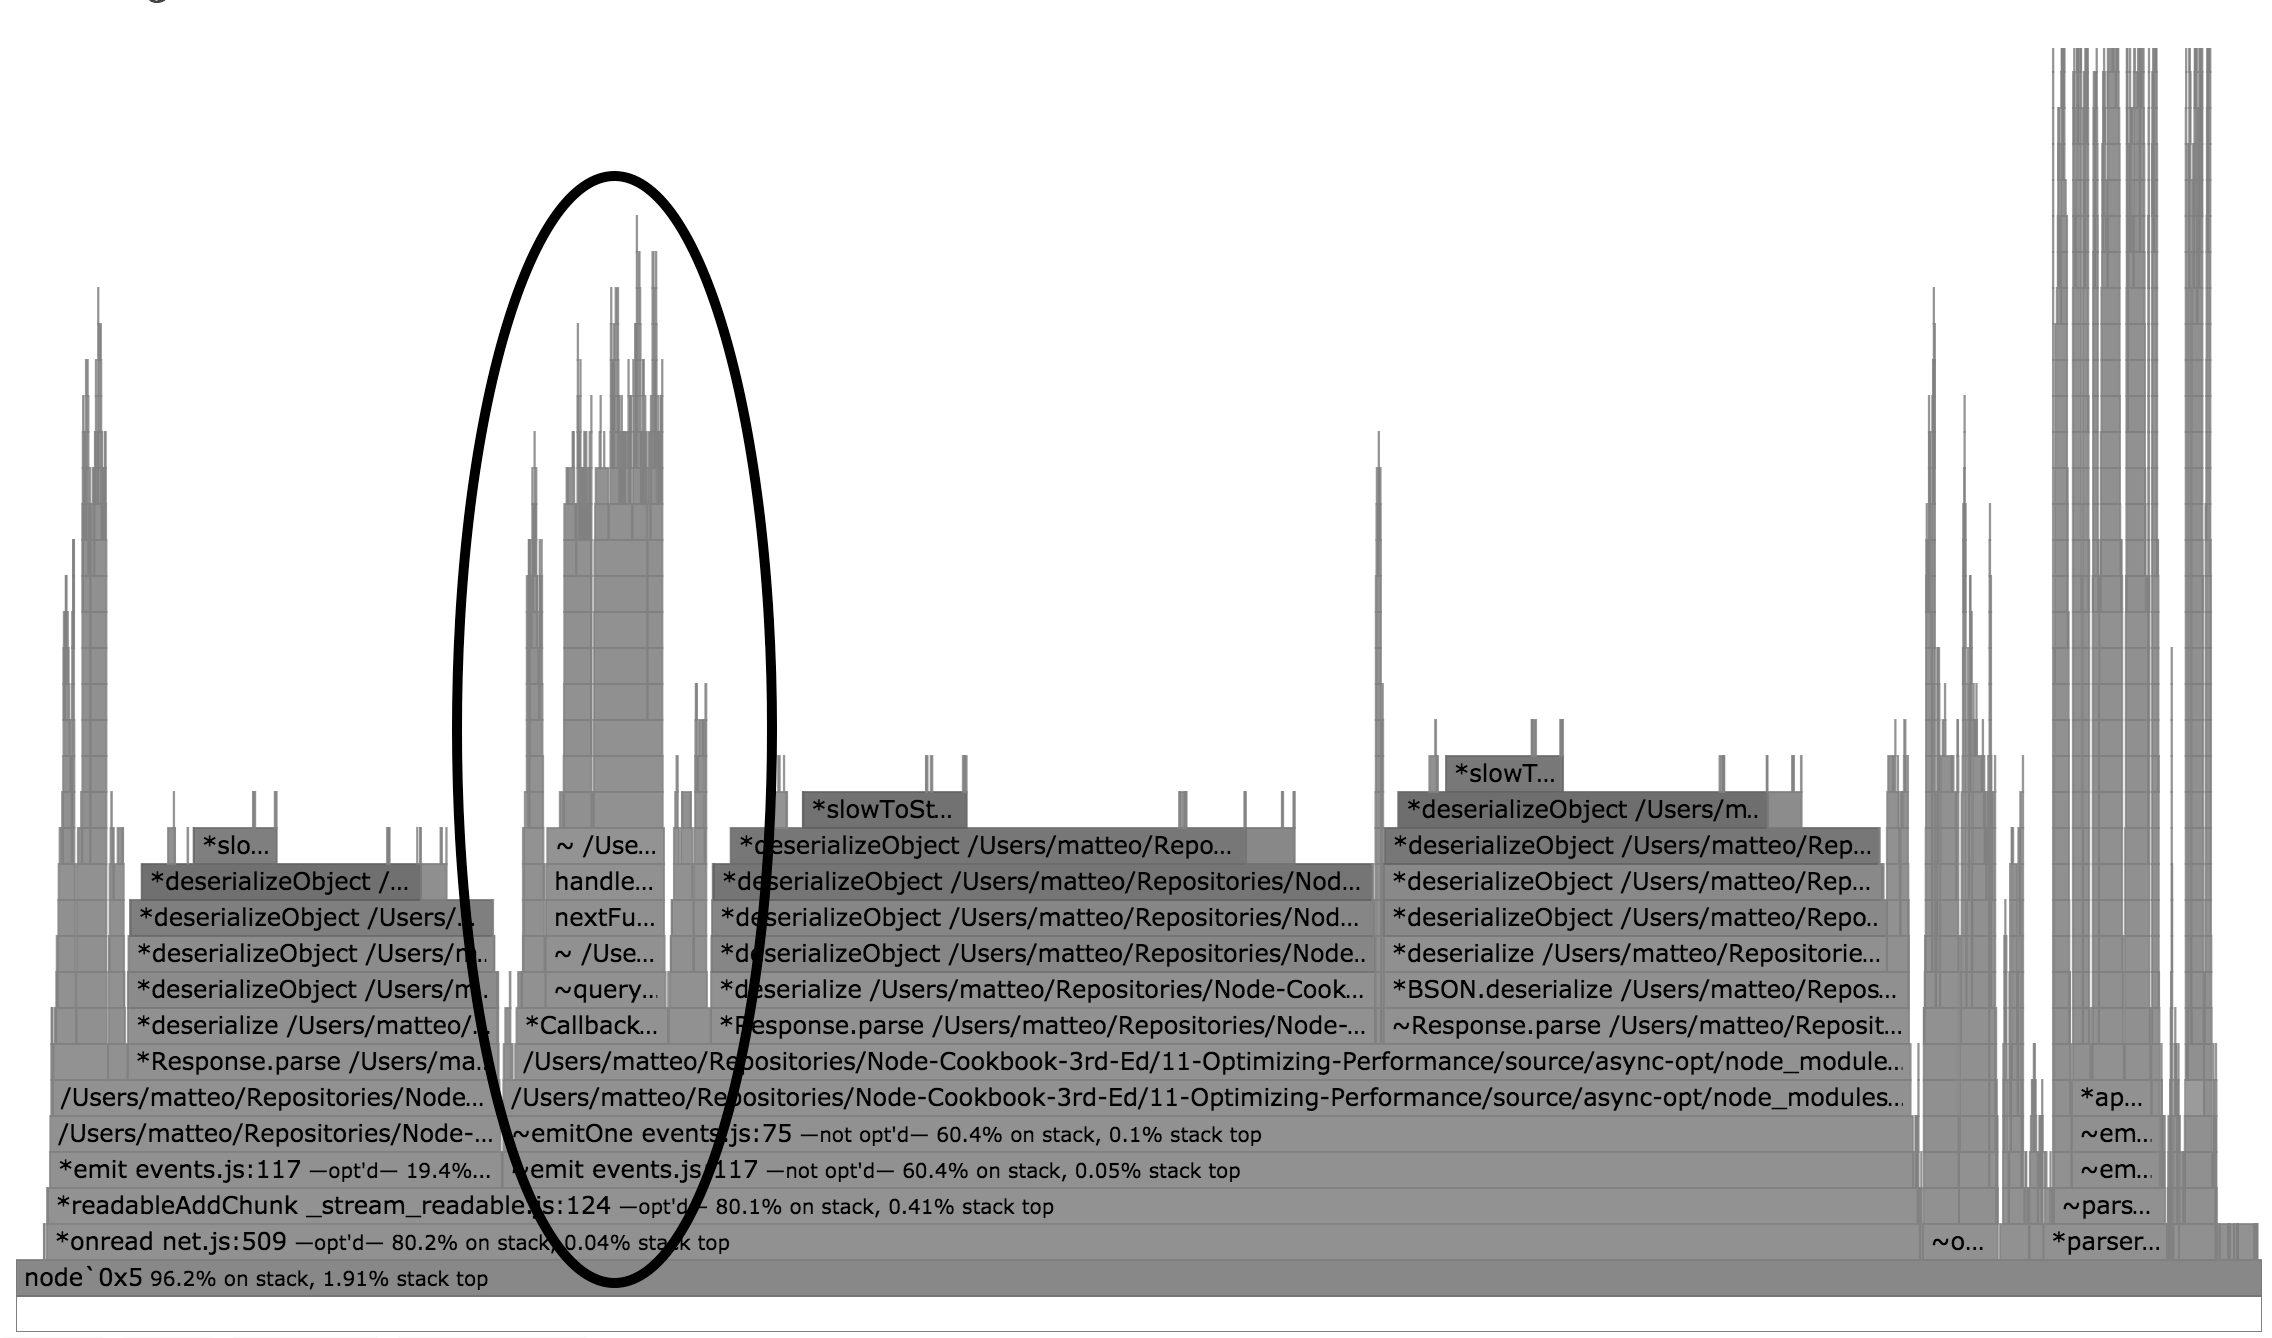 *slowT...
*slowToSt...
*deserializeObject /Users/m..
*slo...
~ /Use...
*deserializeObject /Users/matteo/Repo...
*deserializeObject /Users/matteo/Rep...
*deserializeObject /...
handle...
*deserializeObject /Users/matteo/Repositories/Nod...
*deserializeObject /Users/matteo/Rep...
*deserializeObject /Users/...
nextFu...
*deserializeObject /Users/matteo/Repositories/Nod...
*deserializeObject /Users/matteo/Repo..
*deserializeObject /Users/m..
~ /Use...
*deserializeObject /Users/matteo/Repositories/Node..
*deserialize /Users/matteo/Repositorie...
*deserializeObject /Users/m..
~query...
*deserialize /Users/matteo/Repositories/Node-Cook...
*BSON.deserialize /Users/matteo/Repos...
*deserialize /Users/matteo/...
*Callback...
*Response.parse /Users/matteo/Repositories/Node-...
~Response.parse /Users/matteo/Reposit...
*Response.parse /Users/ma...
/Users/matteo/Repositories/Node-Cookbook-3rd-Ed/11-Optimizing-Performance/source/async-opt/node_module...
/Users/matteo/Repositories/Node...
/Users/matteo/Repositories/Node-Cookbook-3rd-Ed/11-Optimizing-Performance/source/async-opt/node_modules...
*ap...
/Users/matteo/Repositories/Node-...
~emitOne events.js:75 —not opt'd— 60.4% on stack, 0.1% stack top
~em...
*emit events.js:117 —opt'd— 19.4%...
~emit events.js:117 —not opt'd— 60.4% on stack, 0.05% stack top
~em...
*readableAddChunk _stream_readable.js:124 —opt'd— 80.1% on stack, 0.41% stack top
~pars...
*onread net.js:509 —opt'd— 80.2% on stack, 0.04% stack top
~o...
*parser...
node`0x5 96.2% on stack, 1.91% stack top